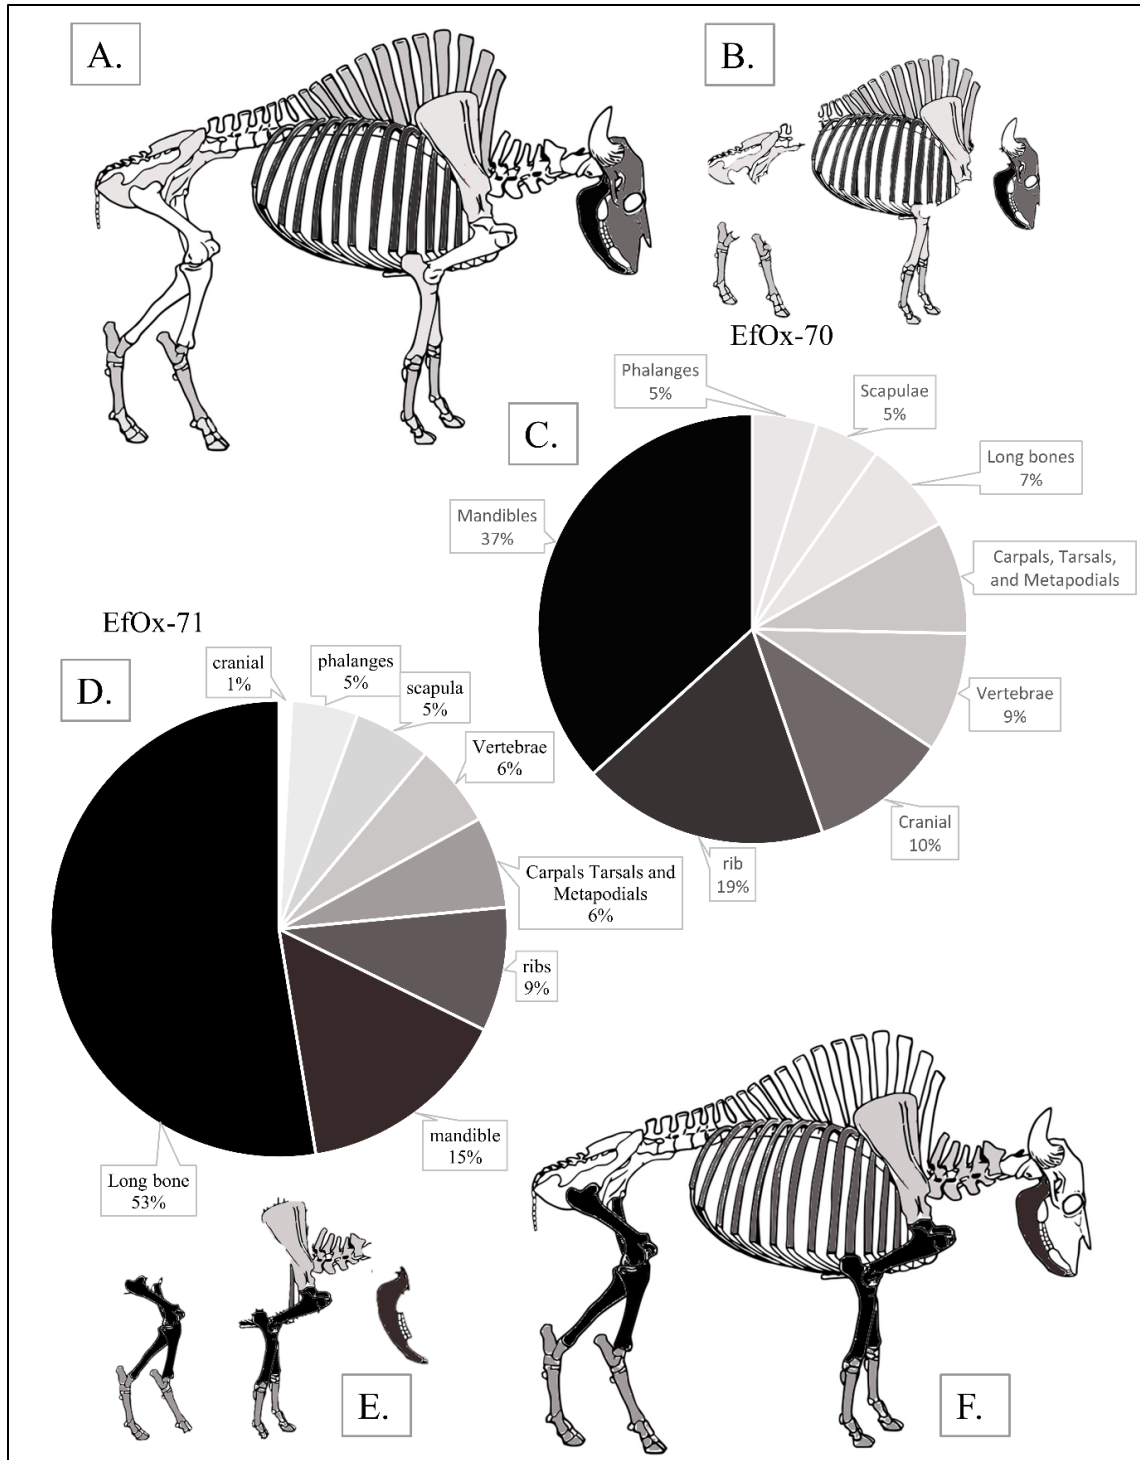 A.
B.
EfOx-70
Phalanges
5%
Scapulae
5%
C.
Long bones
7%
Mandibles
37%
Carpals, Tarsals,
and Metapodials
EfOx-71
D.
cranial
1%
phalanges
5%
scapula
5%
Vertebrae
9%
Vertebrae
6%
Cranial
10%
rib
19%
Carpals Tarsals and
Metapodials
6%
ribs
9%
mandible
15%
Long bone
53%
E.
F.